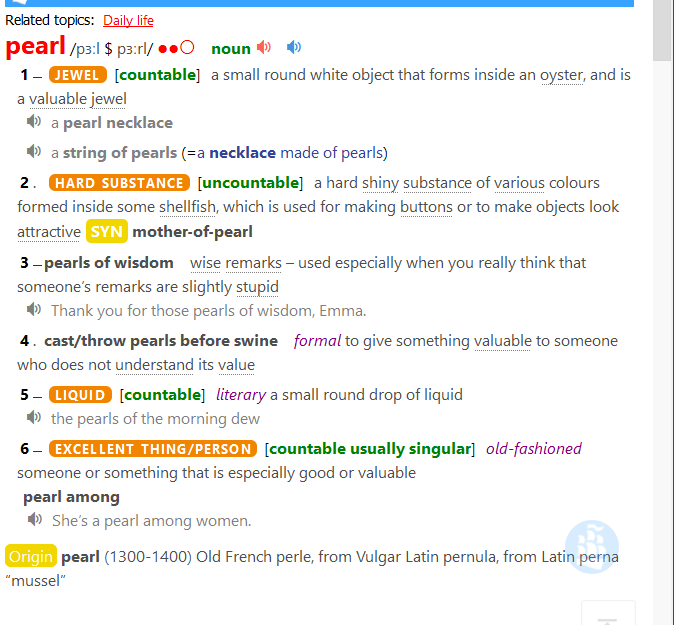 Related topics: Daily life
pearl /pɜːl $ pɜːrl/ ●●○ noun
1 – JEWEL [countable] a small round white object that forms inside an oyster, and is
a valuable jewel
a pearl necklace
a string of pearls (=a necklace made of pearls)
2 . HARD SUBSTANCE [uncountable] a hard shiny substance of various colours
formed inside some shellfish, which is used for making buttons or to make objects look
attractive SYN mother-of-pearl
3 – pearls of wisdom wise remarks – used especially when you really think that
someone’s remarks are slightly stupid
Thank you for those pearls of wisdom, Emma.
4 . cast/throw pearls before swine formal to give something valuable to someone
who does not understand its value
5 – LIQUID [countable] literary a small round drop of liquid
the pearls of the morning dew
6 – EXCELLENT THING/PERSON [countable usually singular] old-fashioned
someone or something that is especially good or valuable
pearl among
She’s a pearl among women.
Origin pearl (1300-1400) Old French perle, from Vulgar Latin pernula, from Latin perna
“mussel”